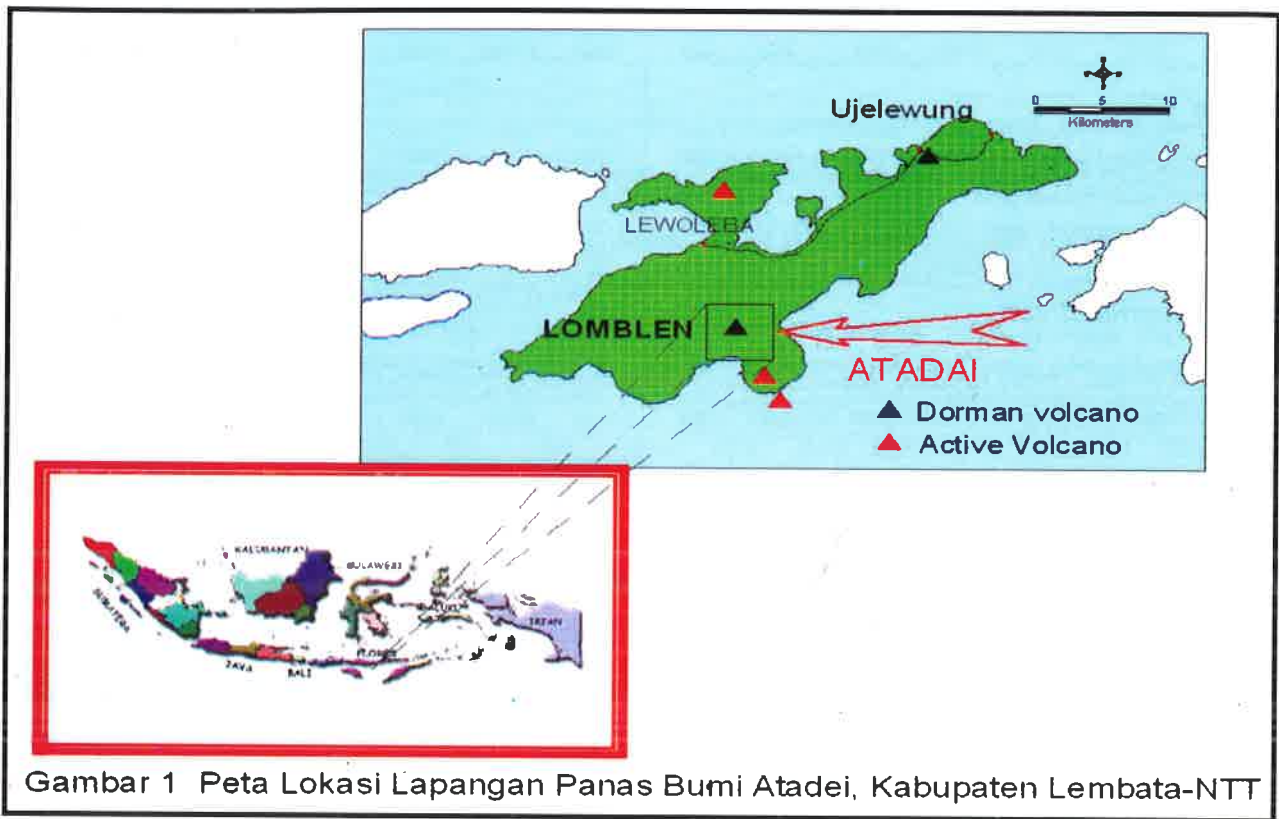 Ujelewung
0 5 10
Kilometers
LEWOLEBA
LOMBLEN
ATADAI
Dorman volcano
Active Volcano
KALIMANTAN
SULAWESI
SUMATERA
MALUKU
IRIAN
FLORES
JAVA
BALI
Gambar 1 Peta Lokasi Lapangan Panas Bumi Atadei, Kabupaten Lembata-NTT